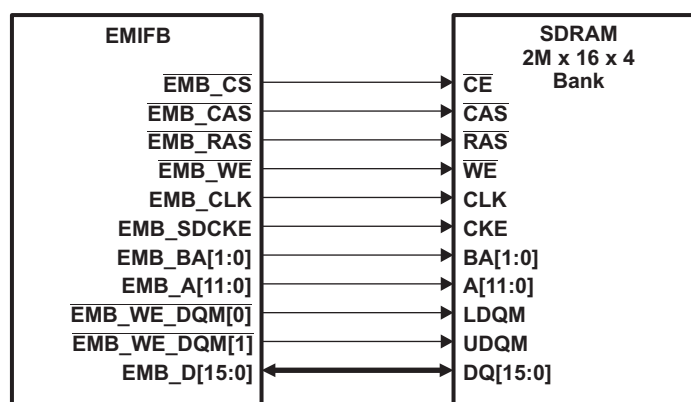 EMIFB
EMB_CS
EMB_CAS
EMB_RAS
EMB_WE
EMB_CLK
EMB_SDCKE
EMB_BA[1:0]
EMB_A[11:0]
EMB_WE_DQM[0]
EMB_WE_DQM[1]
EMB_D[15:0]
SDRAM
2M x 16 x 4
Bank
CE
CAS
RAS
WE
CLK
CKE
BA[1:0]
A[11:0]
LDQM
UDQM
DQ[15:0]